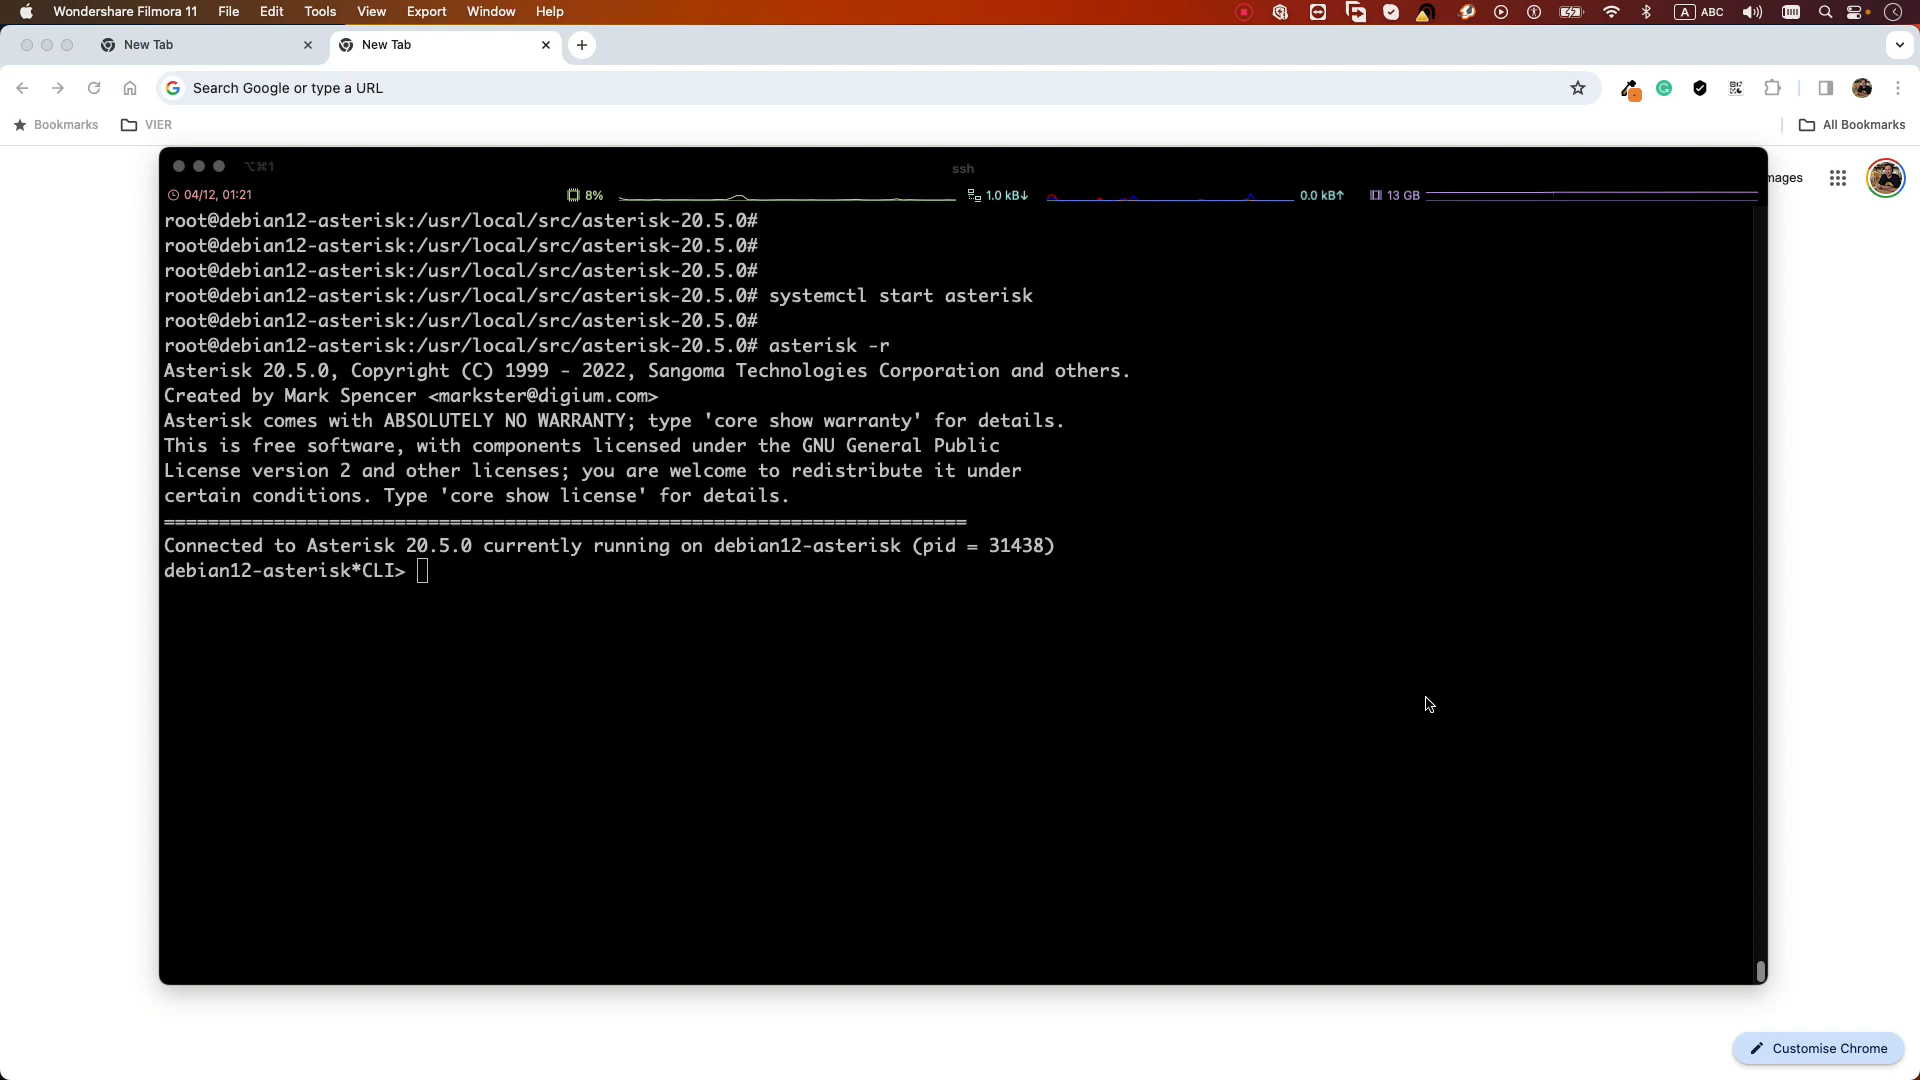 Wondershare Filmora 11 File Edit Tools View Export Window Help A ABC
New Tab New Tab
Search Google or type a URL
Bookmarks VIER All Bookmarks
⌥⌘1
ssh
mages
04/12, 01:21 8% 1.0 kB↓ 0.0 kB↑ 13 GB
root@debian12-asterisk:/usr/local/src/asterisk-20.5.0#
root@debian12-asterisk:/usr/local/src/asterisk-20.5.0#
root@debian12-asterisk:/usr/local/src/asterisk-20.5.0#
root@debian12-asterisk:/usr/local/src/asterisk-20.5.0# systemctl start asterisk
root@debian12-asterisk:/usr/local/src/asterisk-20.5.0#
root@debian12-asterisk:/usr/local/src/asterisk-20.5.0# asterisk -r
Asterisk 20.5.0, Copyright (C) 1999 - 2022, Sangoma Technologies Corporation and others.
Created by Mark Spencer <markster@digium.com>
Asterisk comes with ABSOLUTELY NO WARRANTY; type 'core show warranty' for details.
This is free software, with components licensed under the GNU General Public
License version 2 and other licenses; you are welcome to redistribute it under
certain conditions. Type 'core show license' for details.
=========================================================================
Connected to Asterisk 20.5.0 currently running on debian12-asterisk (pid = 31438)
debian12-asterisk*CLI>
Customise Chrome